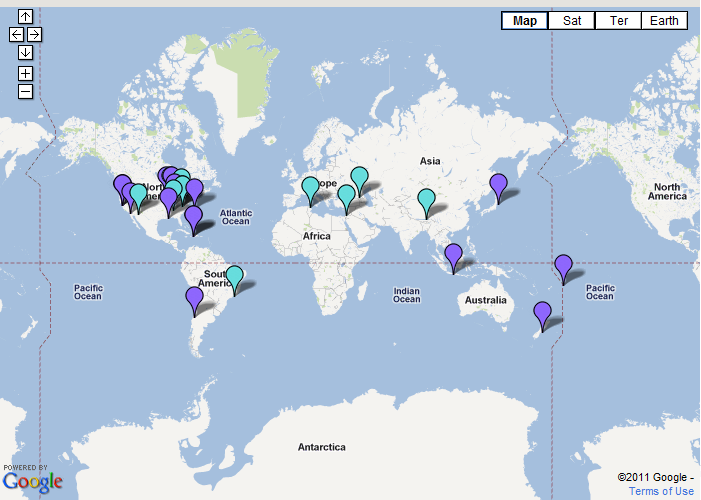 Map
Sat
Ter
Earth
Asia
North
America
Atlantic
Ocean
Africa
North
America
South
Pacific
Ocean
Indian
Ocean
Australia
Pacific
Ocean
Antarctica
POWERED BY
Google
©2011 Google -
Terms of Use